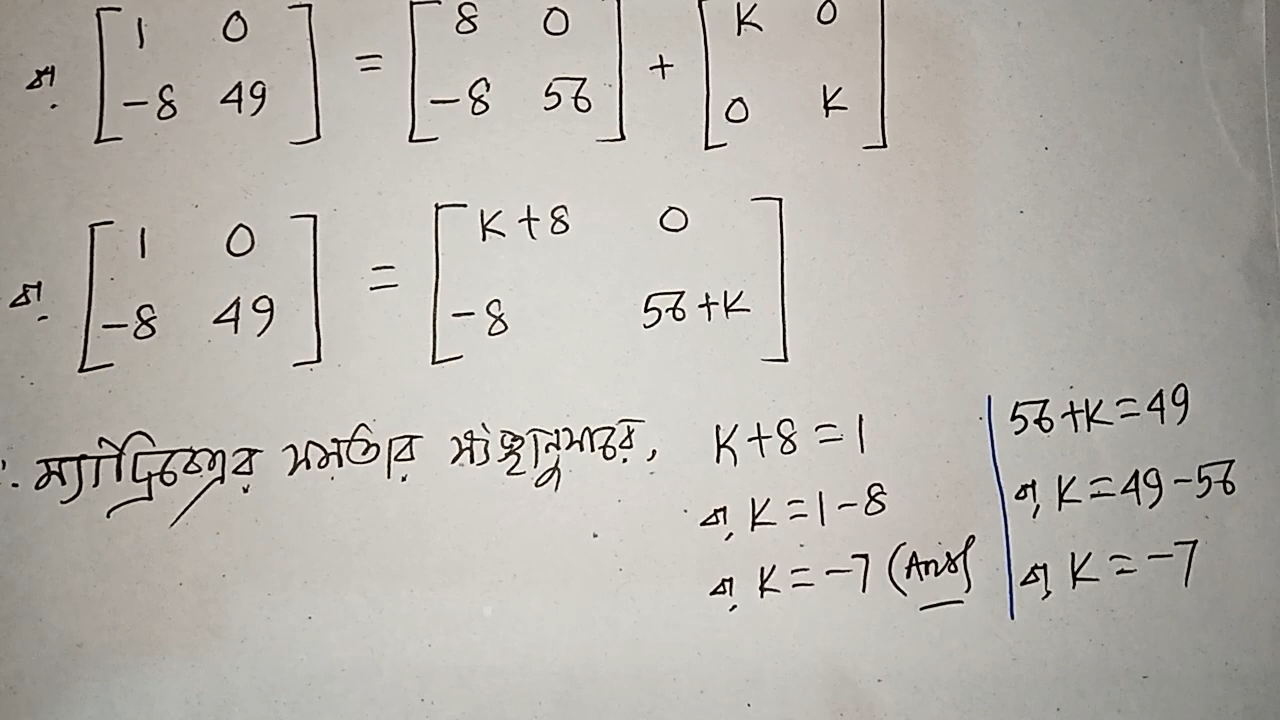 বা, [ 1 0 ; -8 49 ] = [ 8 0 ; -8 56 ] + [ K 0 ; 0 K ]
বা, [ 1 0 ; -8 49 ] = [ K+8 0 ; -8 56+K ]
∴ ম্যাট্রিক্সের সমতার সংজ্ঞানুসারে, K+8=1
বা, K=1-8
বা, K=-7 (Ans)
56+K=49
বা, K=49-56
বা, K=-7